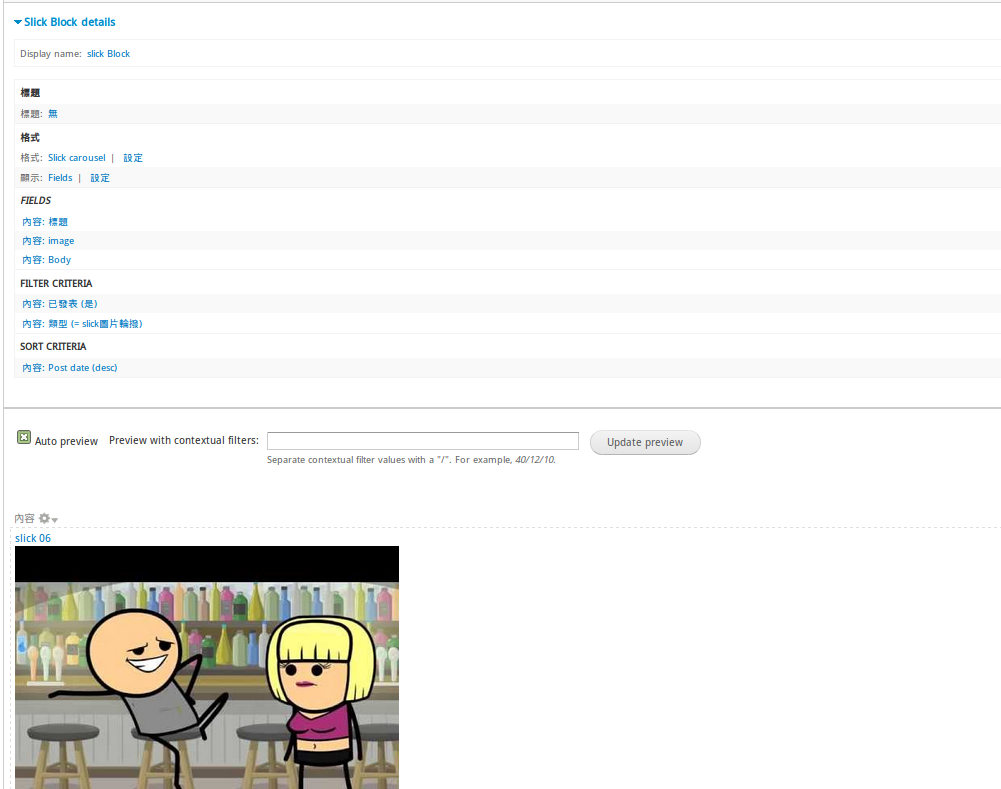 Slick Block details
Display name: slick Block
標題
標題: 無
格式
格式: Slick carousel | 設定
顯示: Fields | 設定
FIELDS
內容: 標題
內容: image
內容: Body
FILTER CRITERIA
內容: 已發表 (是)
內容: 類型 (= slick圖片輪撥)
SORT CRITERIA
內容: Post date (desc)
Auto preview Preview with contextual filters: Update preview
Separate contextual filter values with a "/". For example, 40/12/10.
內容
slick 06